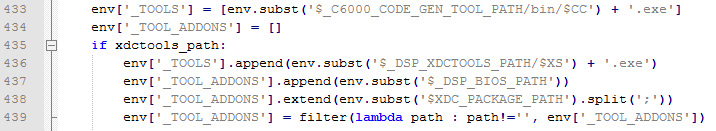 433 env['_TOOLS'] = [env.subst('$_C6000_CODE_GEN_TOOL_PATH/bin/$CC') + '.exe']
434 env['_TOOL_ADDONS'] = []
435 if xdctools_path:
436 env['_TOOLS'].append(env.subst('$_DSP_XDCTOOLS_PATH/$XS') + '.exe')
437 env['_TOOL_ADDONS'].append(env.subst('$_DSP_BIOS_PATH'))
438 env['_TOOL_ADDONS'].extend(env.subst('$XDC_PACKAGE_PATH').split(';'))
439 env['_TOOL_ADDONS'] = filter(lambda path : path!='', env['_TOOL_ADDONS'])